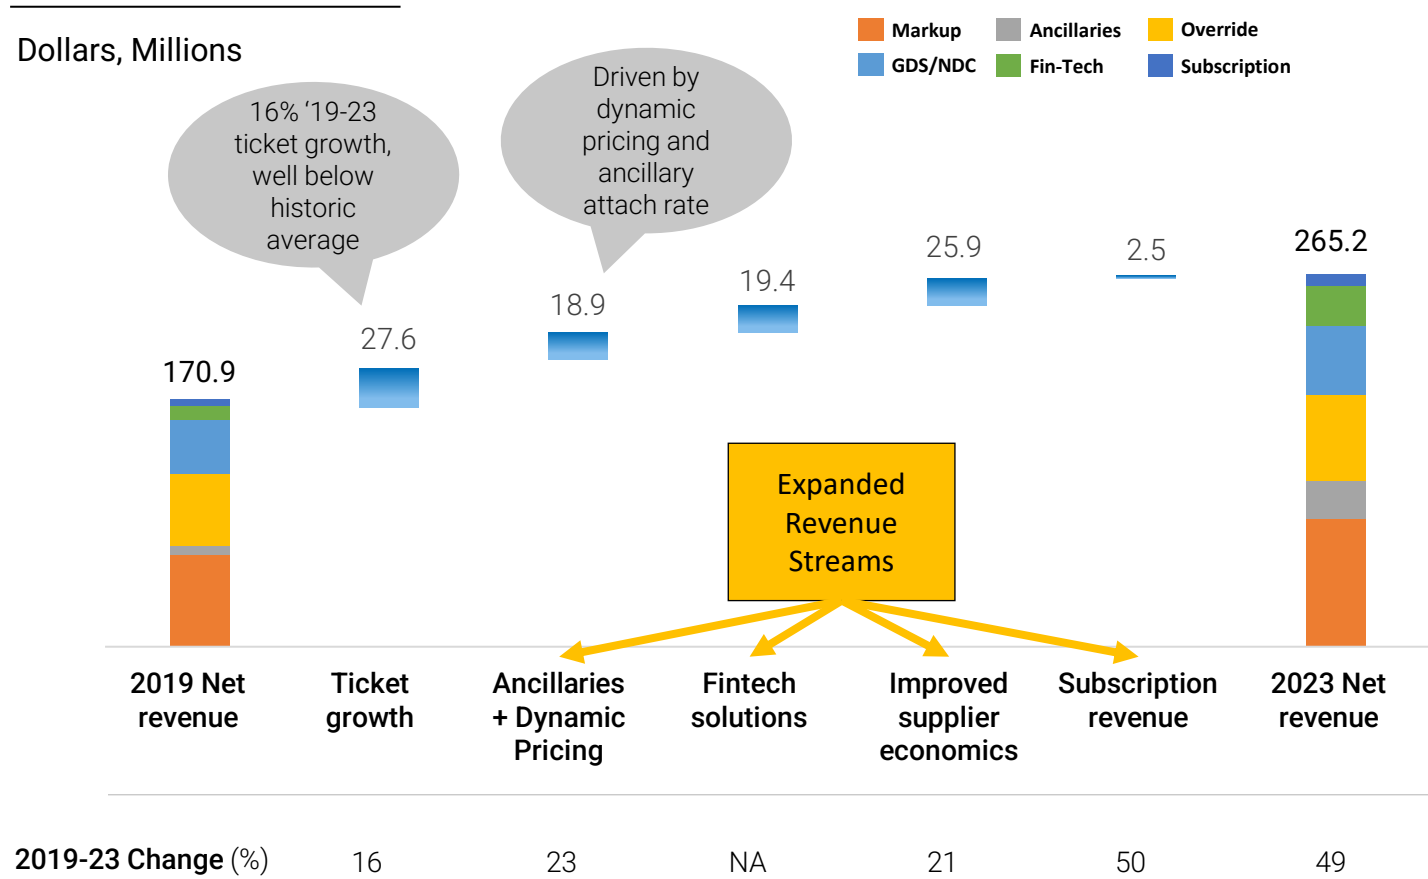 Dollars, Millions
Markup
Ancillaries
Override
GDS/NDC
Fin-Tech
Subscription
16% ‘19-23
ticket growth,
well below
historic
average
Driven by
dynamic
pricing and
ancillary
attach rate
170.9
27.6
18.9
19.4
25.9
2.5
265.2
Expanded
Revenue
Streams
2019 Net
revenue
Ticket
growth
Ancillaries
+ Dynamic
Pricing
Fintech
solutions
Improved
supplier
economics
Subscription
revenue
2023 Net
revenue
2019-23 Change (%) 16 23 NA 21 50 49